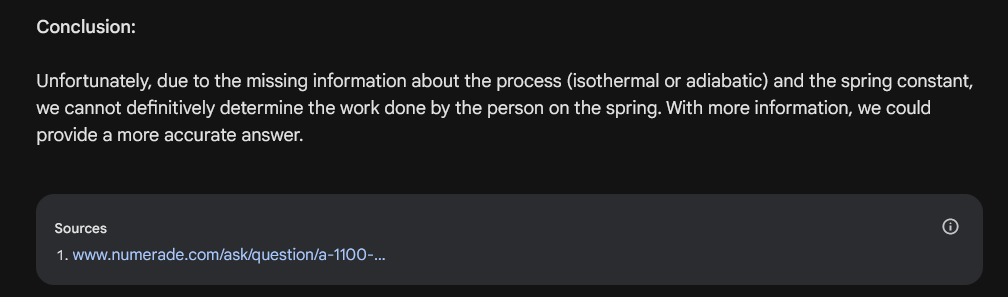 Conclusion:
Unfortunately, due to the missing information about the process (isothermal or adiabatic) and the spring constant,
we cannot definitively determine the work done by the person on the spring. With more information, we could
provide a more accurate answer.
Sources
1. www.numerade.com/ask/question/a-1100-...